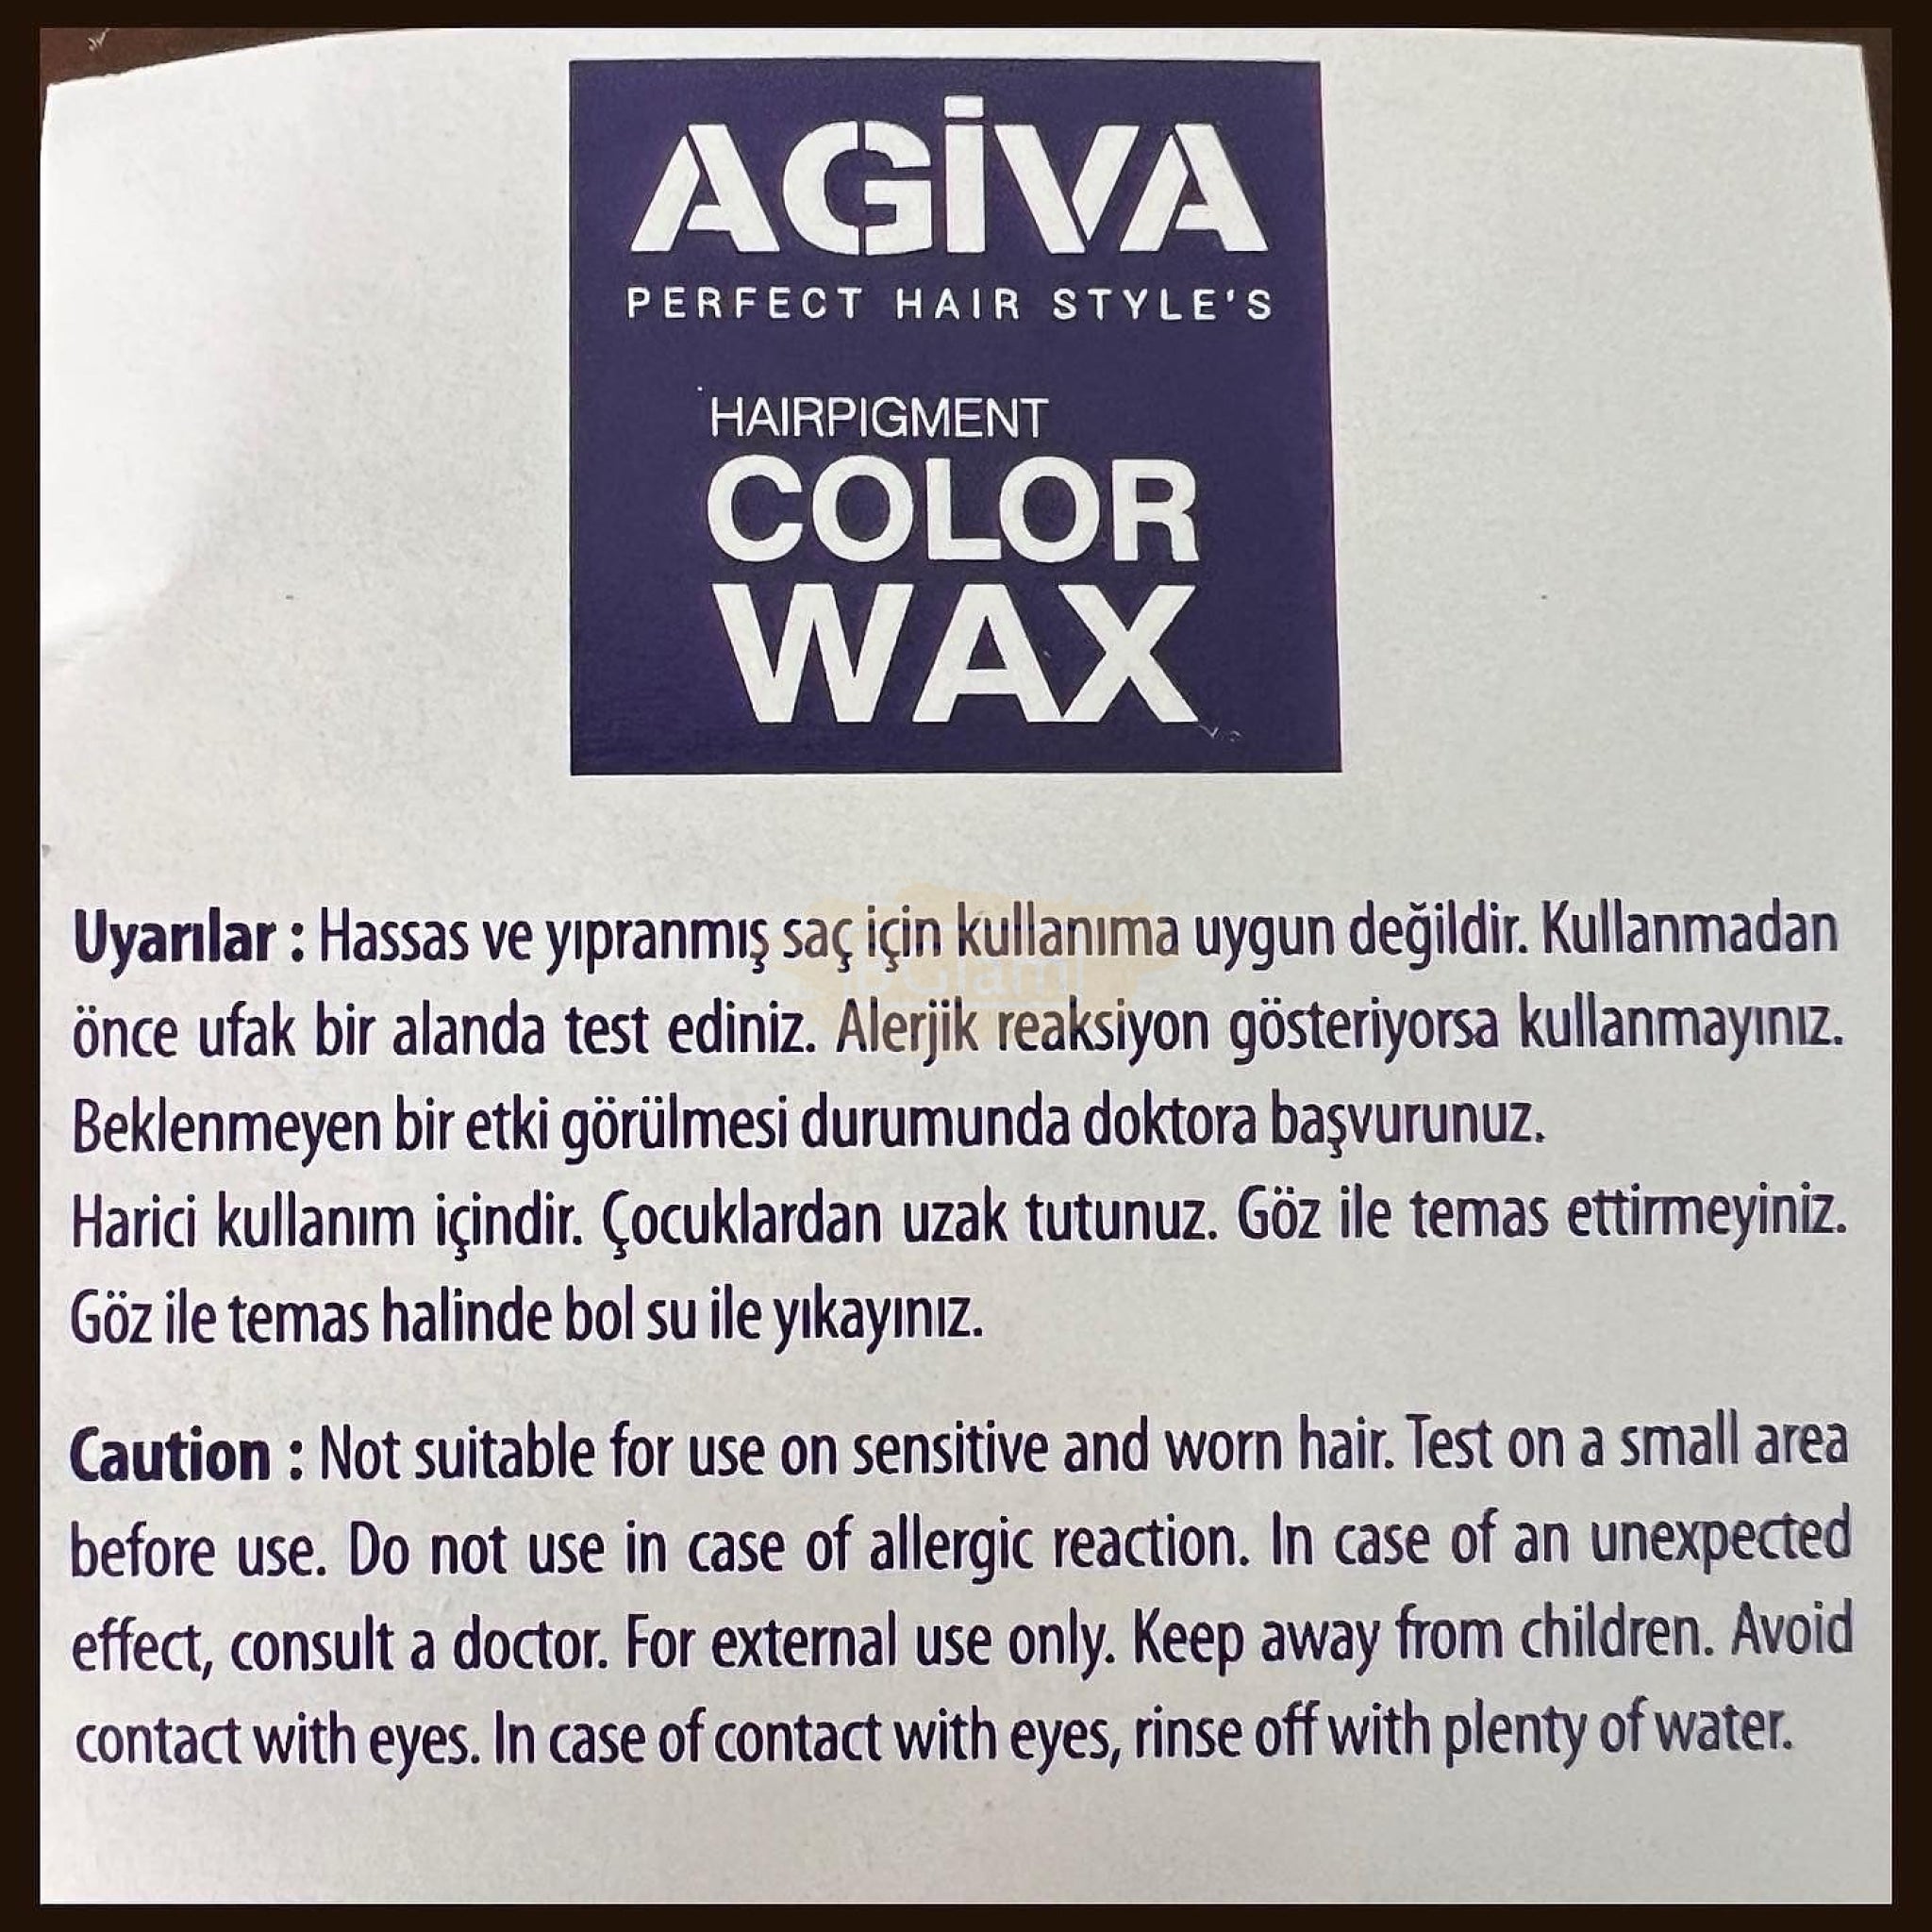 AGİVA
PERFECT HAIR STYLE'S
HAIRPIGMENT
COLOR
WAX
Uyarılar : Hassas ve yıpranmış saç için kullanıma uygun değildir. Kullanmadan
önce ufak bir alanda test ediniz. Alerjik reaksiyon gösteriyorsa kullanmayınız.
Beklenmeyen bir etki görülmesi durumunda doktora başvurunuz.
Harici kullanım içindir. Çocuklardan uzak tutunuz. Göz ile temas ettirmeyiniz.
Göz ile temas halinde bol su ile yıkayınız.
Caution : Not suitable for use on sensitive and worn hair. Test on a small area
before use. Do not use in case of allergic reaction. In case of an unexpected
effect, consult a doctor. For external use only. Keep away from children. Avoid
contact with eyes. In case of contact with eyes, rinse off with plenty of water.